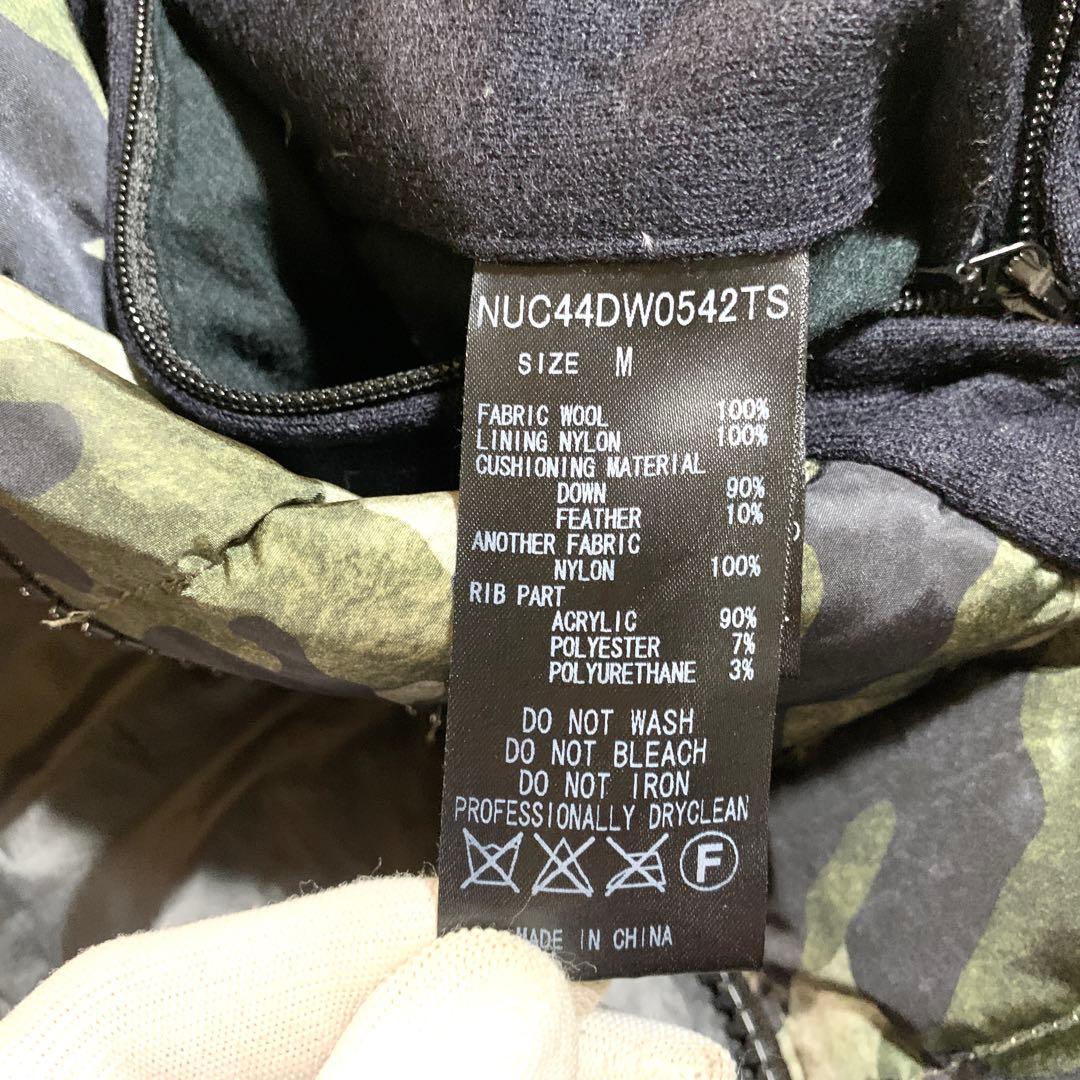 NUC44DW0542TS
SIZE M
FABRIC WOOL 100%
LINING NYLON 100%
CUSHIONING MATERIAL
DOWN 90%
FEATHER 10%
ANOTHER FABRIC
NYLON 100%
RIB PART
ACRYLIC 90%
POLYESTER 7%
POLYURETHANE 3%
DO NOT WASH
DO NOT BLEACH
DO NOT IRON
PROFESSIONALLY DRYCLEAN
F
MADE IN CHINA